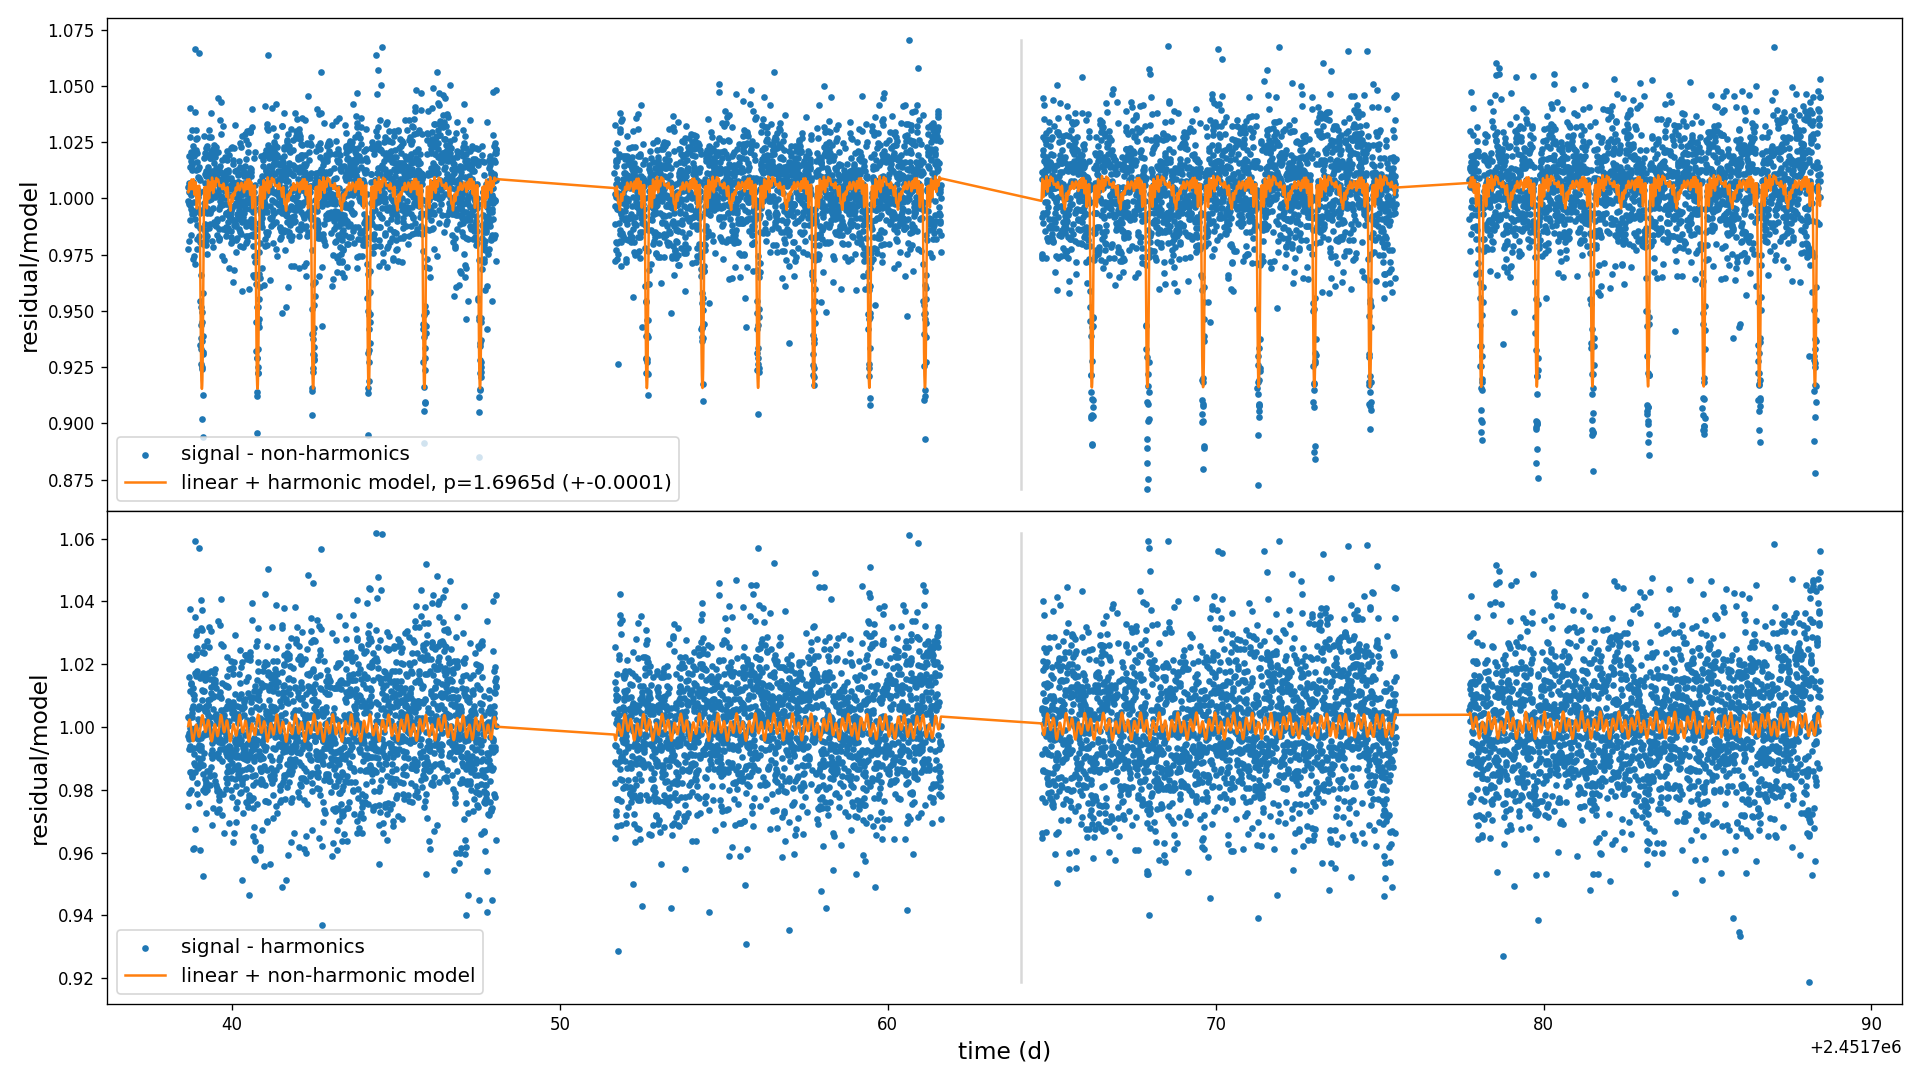 1.075
1.050
1.025
1.000
0.975
0.950
0.925
0.900
0.875
residual/model
signal - non-harmonics
linear + harmonic model, p=1.6965d (+-0.0001)
1.06
1.04
1.02
1.00
0.98
0.96
0.94
0.92
residual/model
signal - harmonics
linear + non-harmonic model
40
50
60
70
80
90
time (d)
+2.4517e6